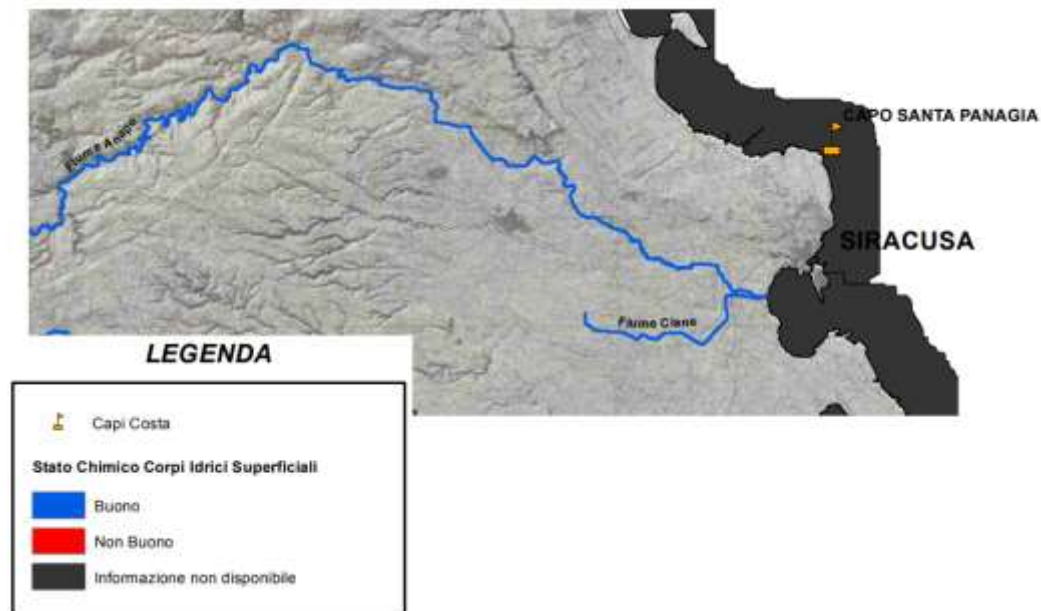 Fiume Anapo
CAPO SANTA PANAGIA
SIRACUSA
Fiume Ciane
LEGENDA
Capi Costa
Stato Chimico Corpi Idrici Superficiali
Buono
Non Buono
Informazione non disponibile